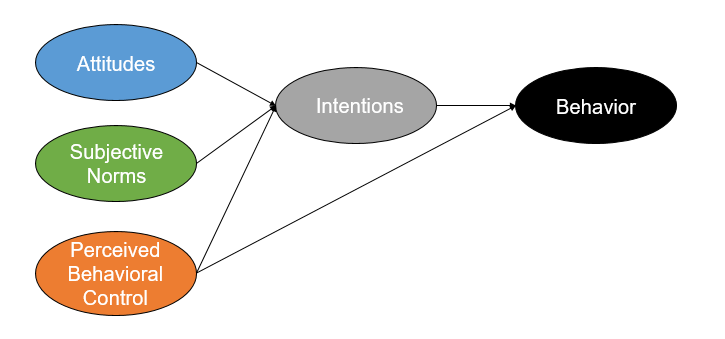 Attitudes
Subjective
Norms
Perceived
Behavioral
Control
Intentions
Behavior